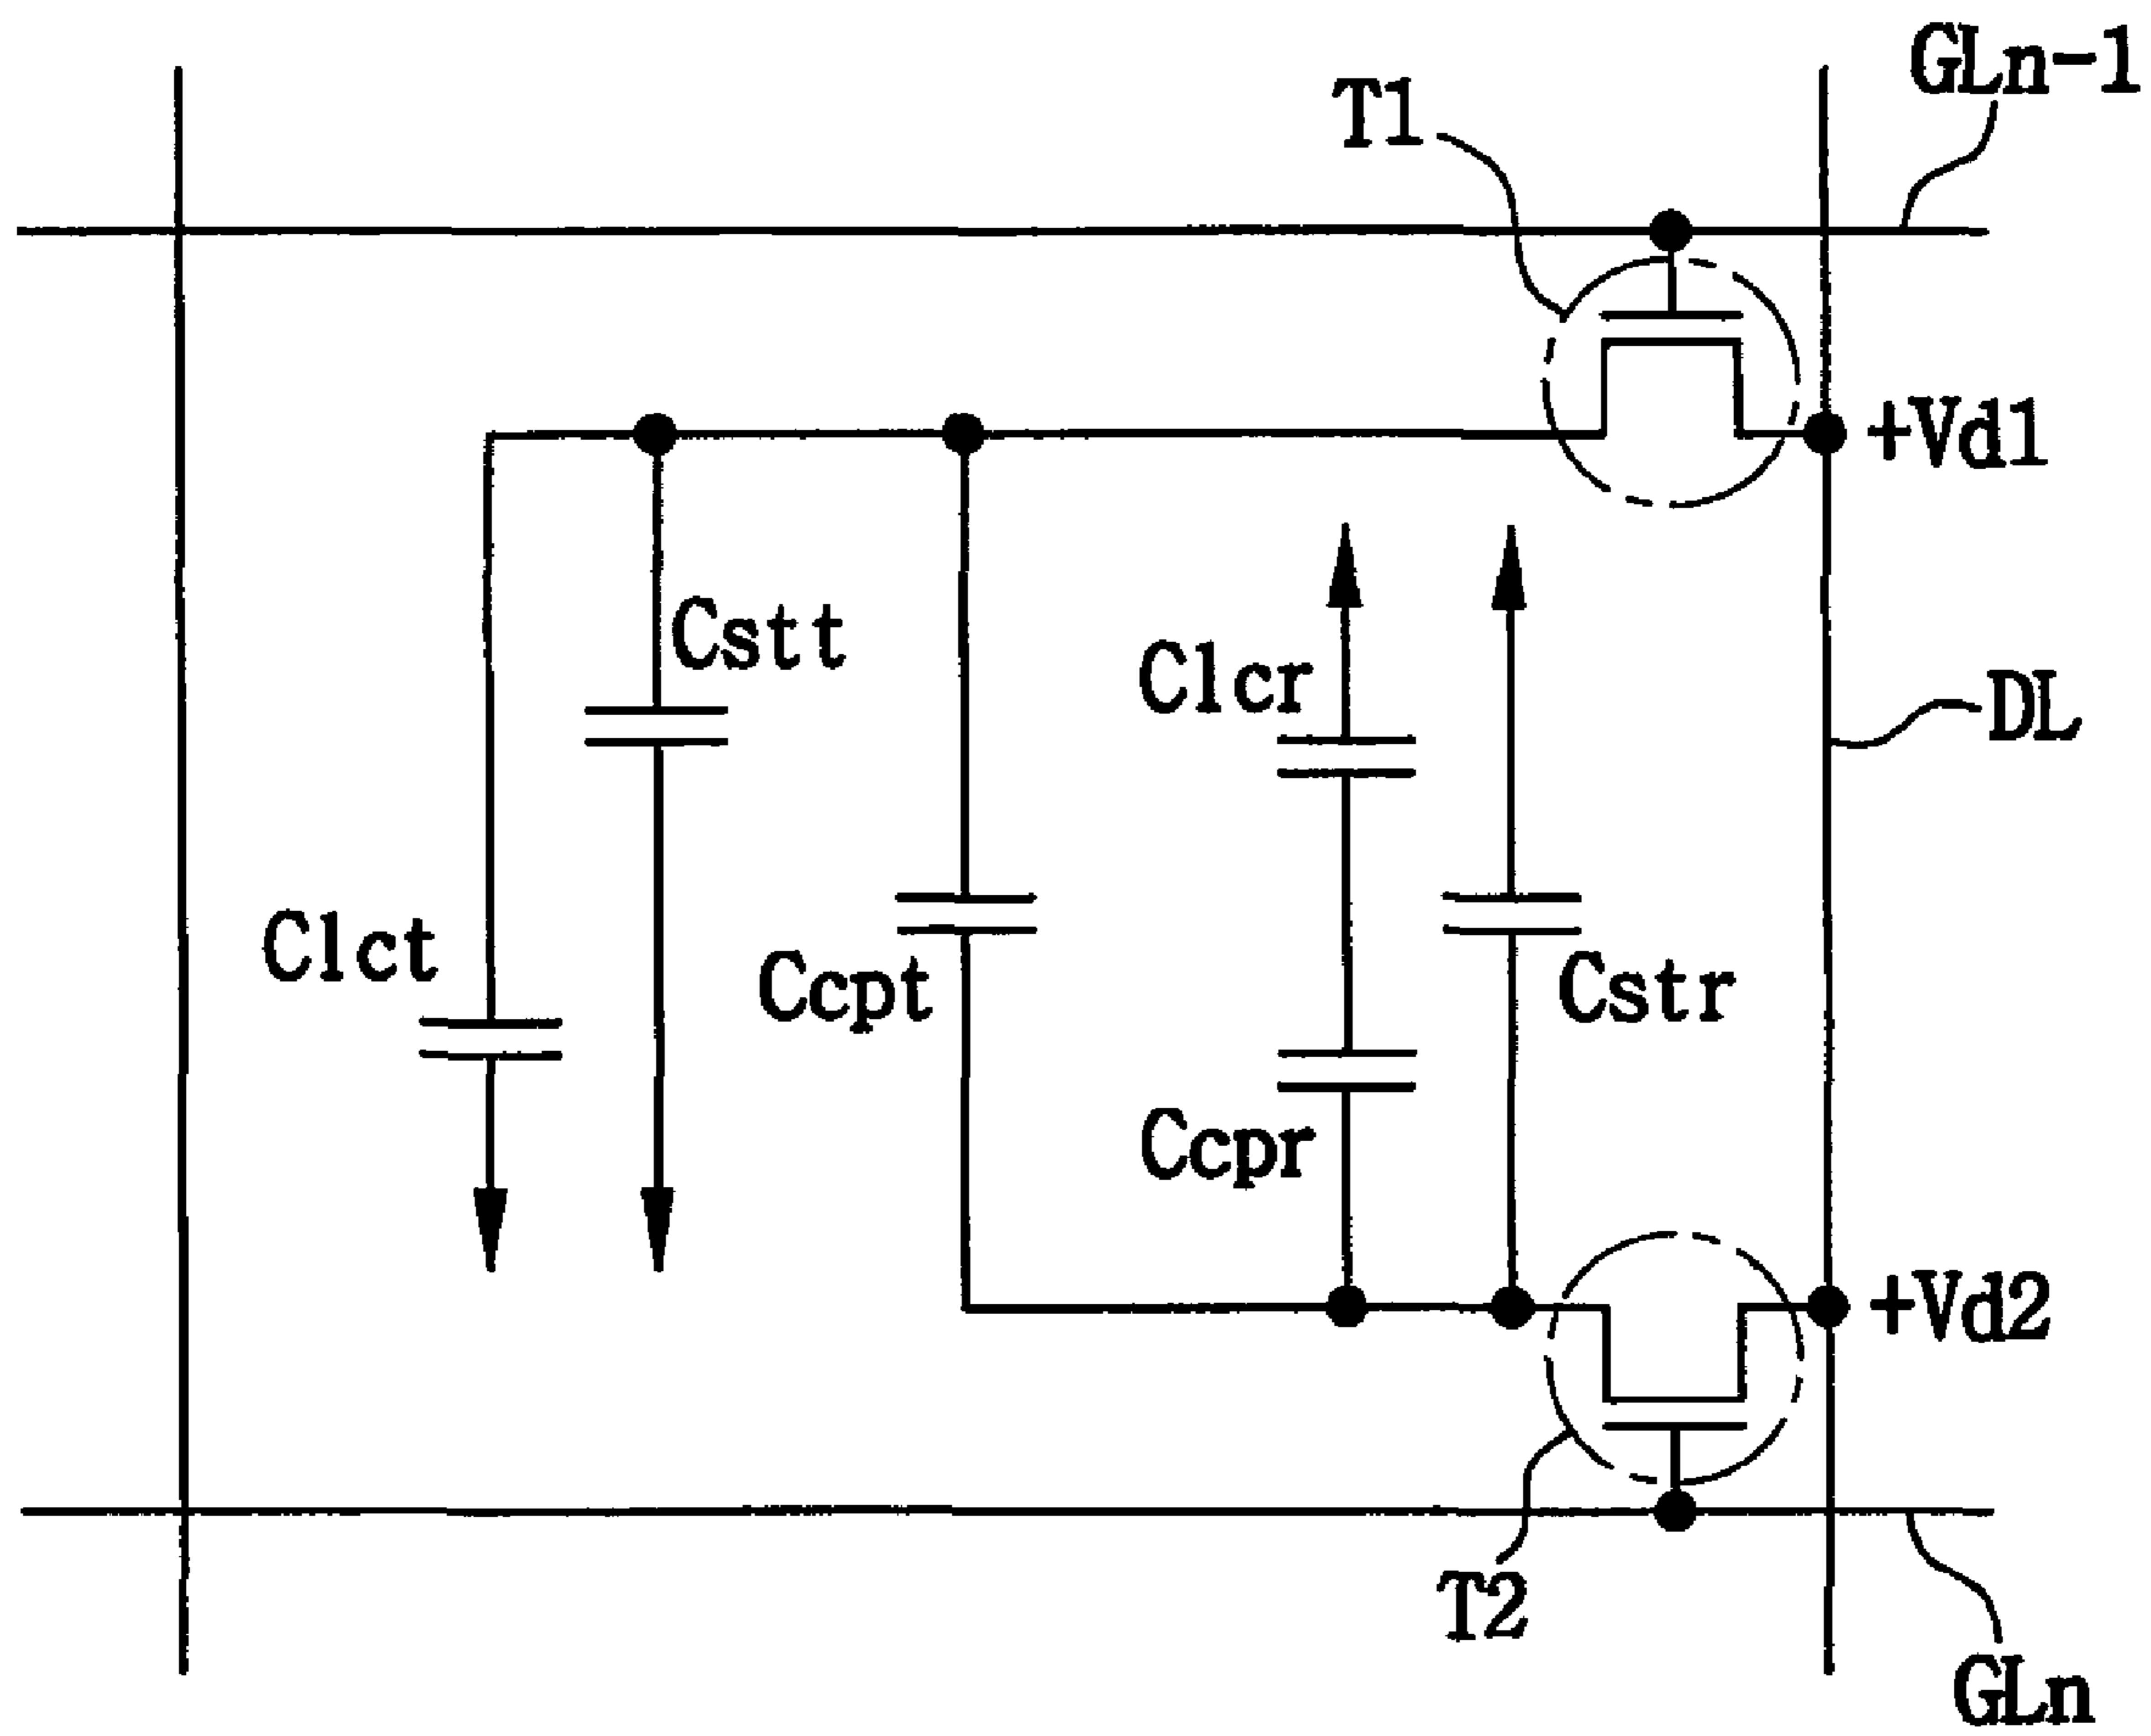 GLn-1
T1
+Vd1
Cstt
Clcr
DL
Clct
Ccpt
Cstr
Ccpr
+Vd2
T2
GLn